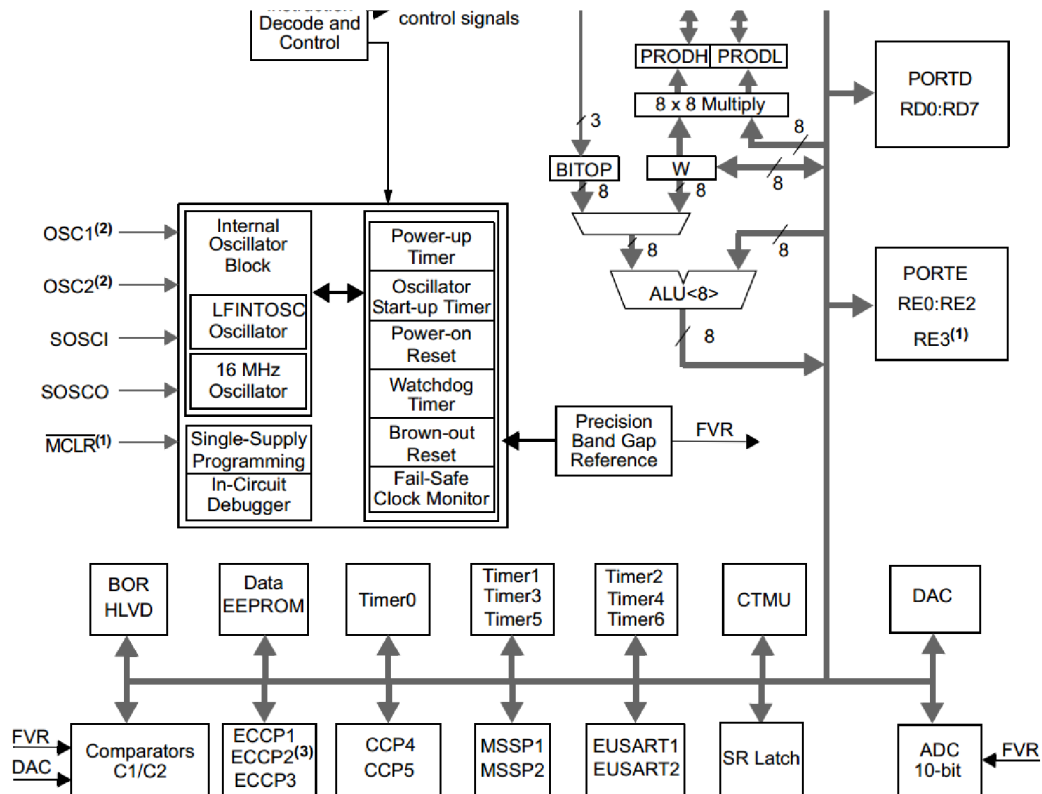 Decode and
Control
control signals
PRODH PRODL
8 x 8 Multiply
3
8
BITOP
W
8
8
8
8
8
ALU<8>
8
PORTD
RD0:RD7
PORTE
RE0:RE2
RE3(1)
OSC1(2)
OSC2(2)
SOSCI
SOSCO
MCLR(1)
Internal
Oscillator
Block
LFINTOSC
Oscillator
16 MHz
Oscillator
Single-Supply
Programming
In-Circuit
Debugger
Power-up
Timer
Oscillator
Start-up Timer
Power-on
Reset
Watchdog
Timer
Brown-out
Reset
Fail-Safe
Clock Monitor
Precision
Band Gap
Reference
FVR
BOR
HLVD
Data
EEPROM
Timer0
Timer1
Timer3
Timer5
Timer2
Timer4
Timer6
CTMU
DAC
FVR
DAC
Comparators
C1/C2
ECCP1
ECCP2(3)
ECCP3
CCP4
CCP5
MSSP1
MSSP2
EUSART1
EUSART2
SR Latch
ADC
10-bit
FVR